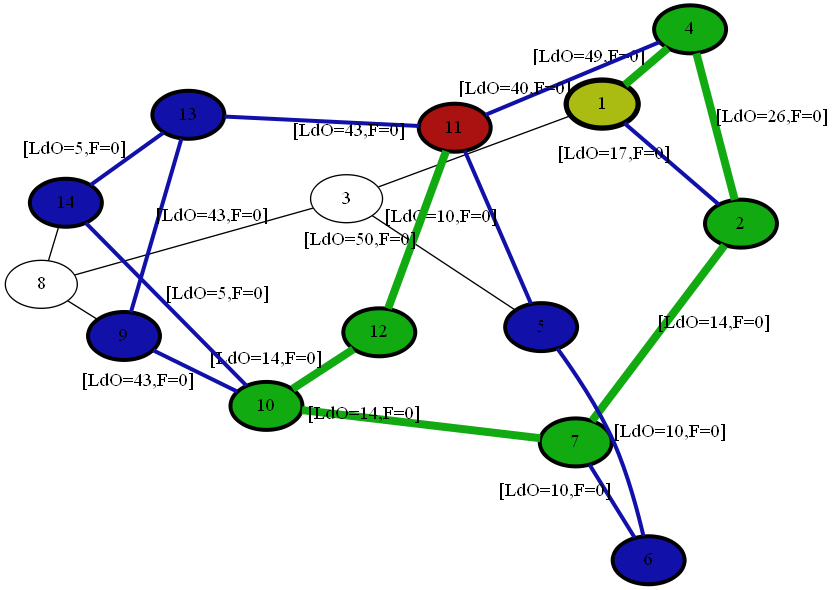 4
[LdO=49,F=0]
[LdO=40,F=0]
1
13
[LdO=26,F=0]
11
[LdO=43,F=0]
[LdO=5,F=0]
[LdO=17,F=0]
3
14
[LdO=43,F=0]
[LdO=10,F=0]
2
[LdO=50,F=0]
8
[LdO=5,F=0]
[LdO=14,F=0]
5
12
9
[LdO=14,F=0]
[LdO=43,F=0]
10
[LdO=14,F=0]
[LdO=10,F=0]
7
[LdO=10,F=0]
6